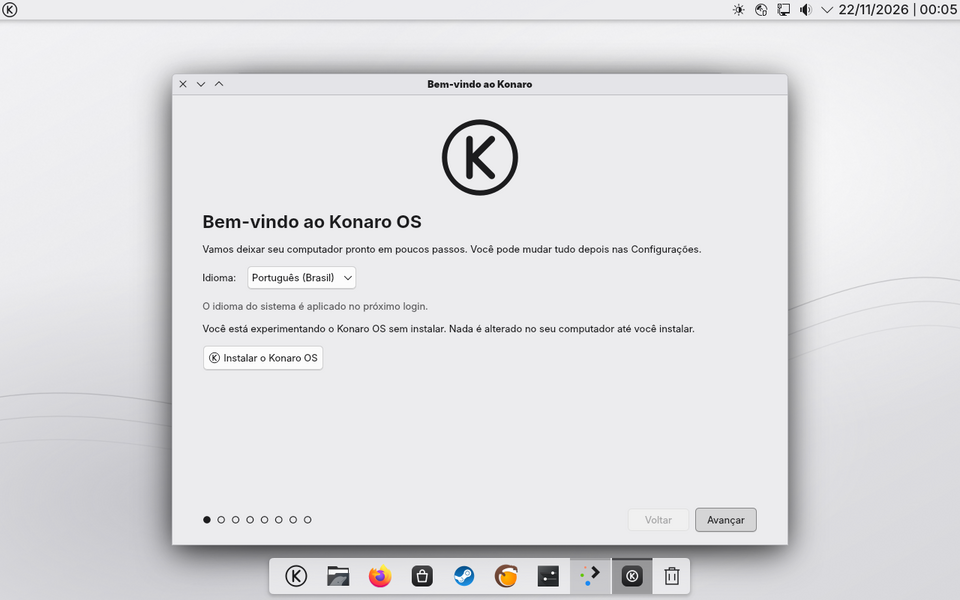 22/11/2026 | 00:05
Bem-vindo ao Konaro
K
Bem-vindo ao Konaro OS
Vamos deixar seu computador pronto em poucos passos. Você pode mudar tudo depois nas Configurações.
Idioma: Português (Brasil)
O idioma do sistema é aplicado no próximo login.
Você está experimentando o Konaro OS sem instalar. Nada é alterado no seu computador até você instalar.
Instalar o Konaro OS
Voltar Avançar